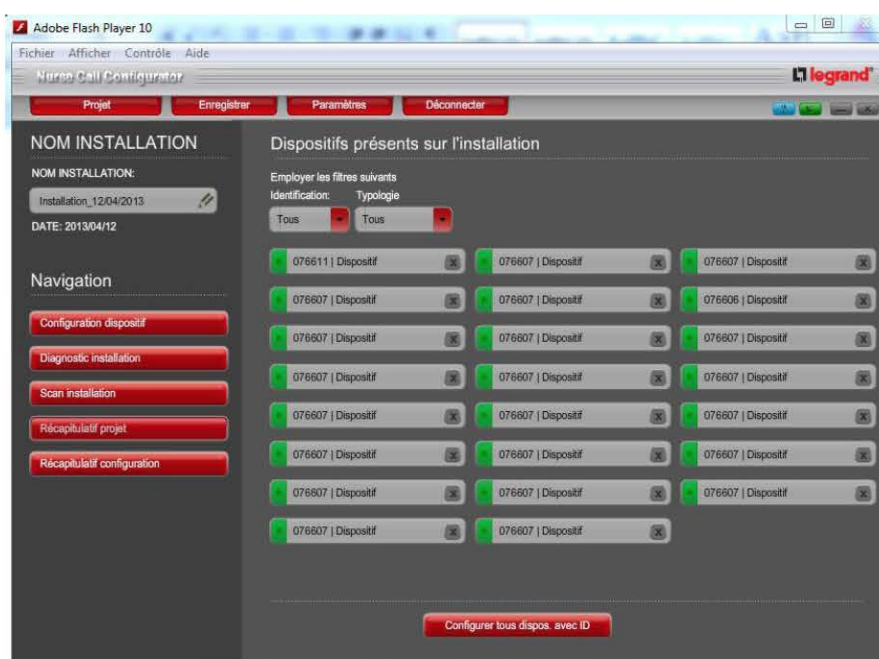 Adobe Flash Player 10
Fichier Afficher Contrôle Aide
Nurse Call Configurator
legrand
Projet Enregistrer Paramètres Déconnecter
NOM INSTALLATION
NOM INSTALLATION:
Installation_12/04/2013
DATE: 2013/04/12
Navigation
Configuration dispositif
Diagnostic installation
Scan installation
Récapitulatif projet
Récapitulatif configuration
Dispositifs présents sur l'installation
Employer les filtres suivants
Identification: Typologie
Tous Tous
076611 | Dispositif x 076607 | Dispositif x 076607 | Dispositif x
076607 | Dispositif x 076607 | Dispositif x 076606 | Dispositif x
076607 | Dispositif x 076607 | Dispositif x 076607 | Dispositif x
076607 | Dispositif x 076607 | Dispositif x 076607 | Dispositif x
076607 | Dispositif x 076607 | Dispositif x 076607 | Dispositif x
076607 | Dispositif x 076607 | Dispositif x 076607 | Dispositif x
076607 | Dispositif x 076607 | Dispositif x 076607 | Dispositif x
076607 | Dispositif x 076607 | Dispositif x
Configurer tous dispos. avec ID